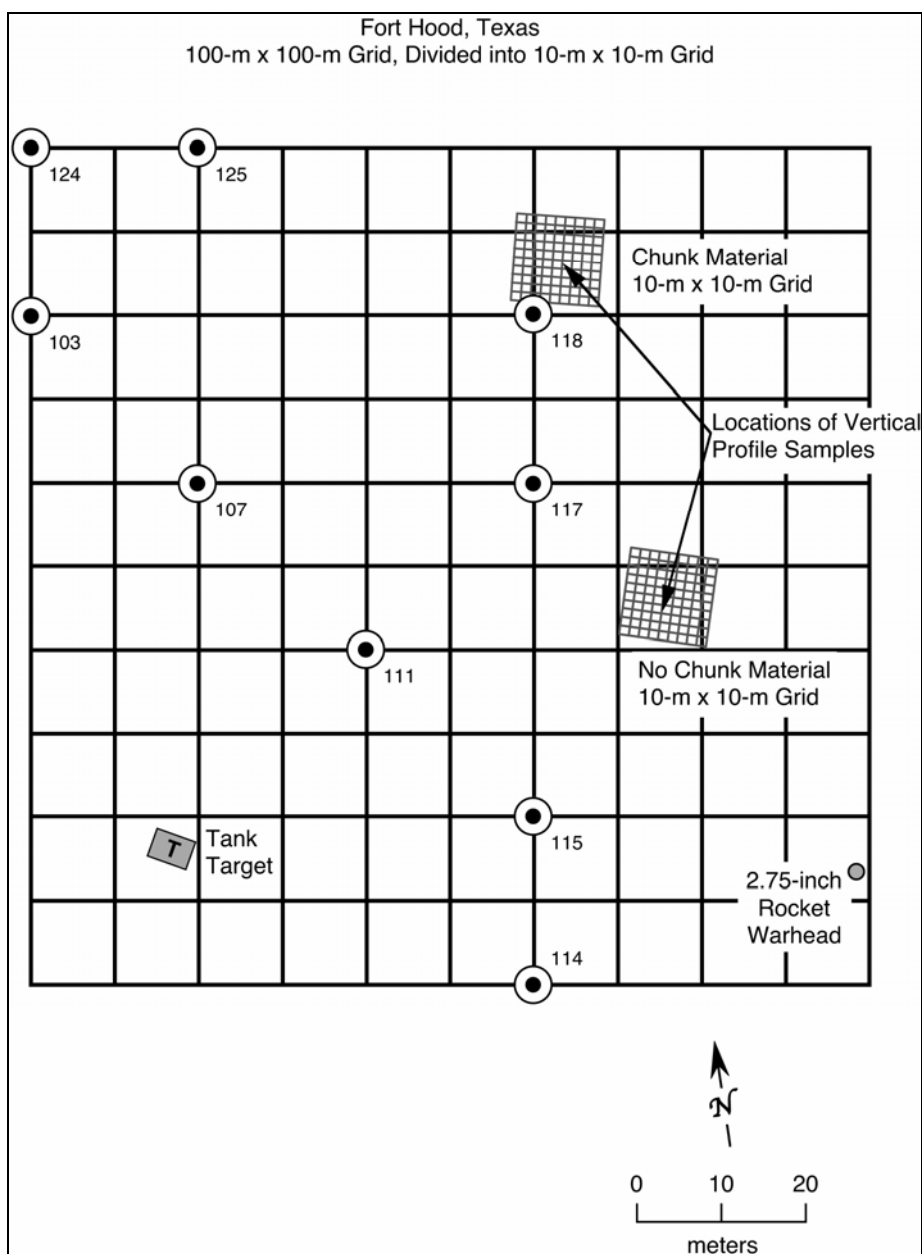 Fort Hood, Texas
100-m x 100-m Grid, Divided into 10-m x 10-m Grid
124
125
Chunk Material
10-m x 10-m Grid
103
118
Locations of Vertical
Profile Samples
107
117
111
No Chunk Material
10-m x 10-m Grid
T
Tank
Target
115
2.75-inch
Rocket
Warhead
114
N
0 10 20
meters